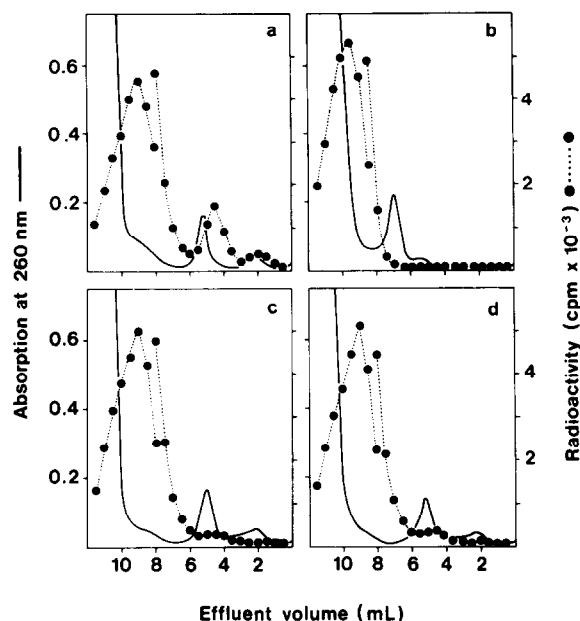 a
b
0.6
0.4
0.2
4
2
c
d
0.6
0.4
0.2
4
2
10 8 6 4 2
10 8 6 4 2
Absorption at 260 nm
Radioactivity (cpm x 10⁻³)
Effluent volume (mL)